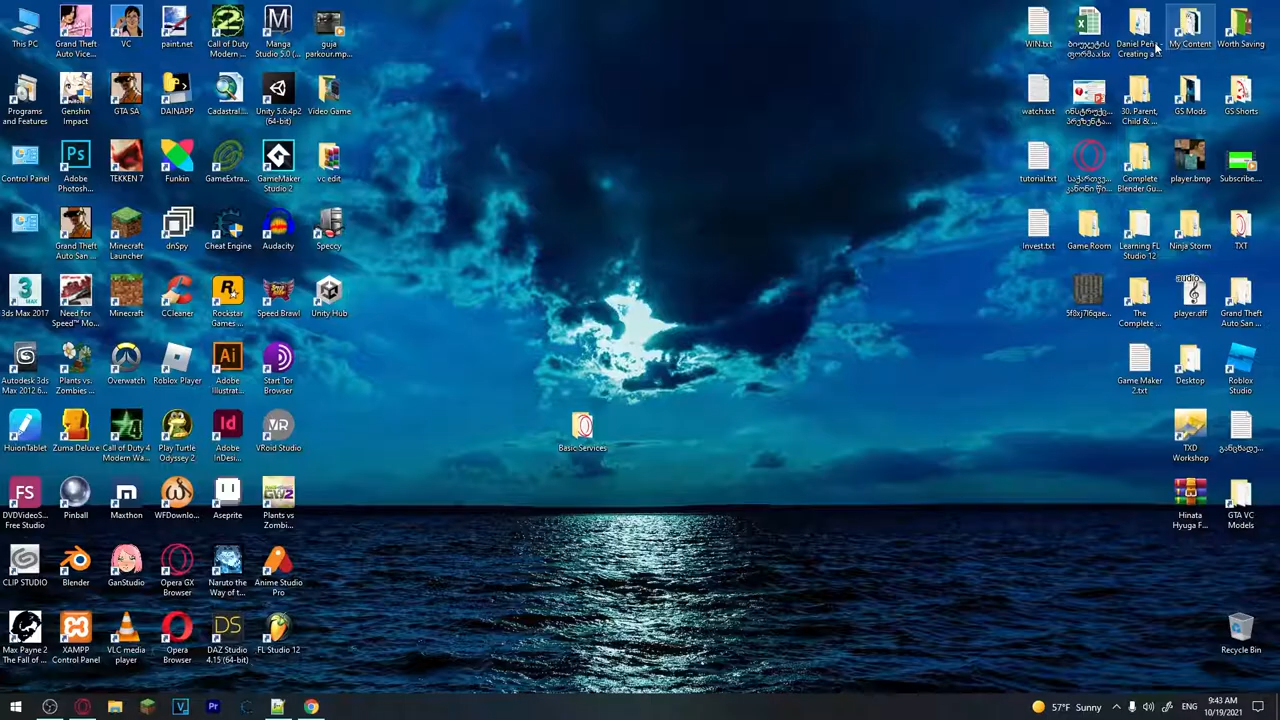 This PC
Grand Theft
Auto Vice...
VC
paint.net
Call of Duty
Modern ...
Manga
Studio 5.0 (...
guja
parkour.mp...
WIN.txt
ბიუჯეტის
ფორმა.xlsx
Daniel Peña -
Creating a...
My Content
Worth Saving
Programs
and Features
Genshin
Impact
GTA SA
DAINAPP
Cadastral...
Unity 5.6.4p2
(64-bit)
Video Game
watch.txt
30. Parent,
Child & ...
GS Mods
GS Shorts
Control Panel
Adobe
Photosh...
TEKKEN 7
Funkin
GameExtra...
GameMaker
Studio 2
vc edit
tutorial.txt
Complete
Blender.Gu...
player.bmp
Subscribe....
Grand Theft
Auto San ...
Minecraft
Launcher
dnSpy
Cheat Engine
Audacity
Speccy
Invest.txt
Game Room
Learning FL
Studio 12
Ninja Storm
TXT
3ds Max 2017
Need for
Speed™ Mo...
Minecraft
CCleaner
Rockstar
Games ...
Speed Brawl
Unity Hub
The
Complete ...
audio
player.dff
Grand Theft
Auto San ...
Autodesk 3ds
Max 2012 6...
Plants vs.
Zombies ...
Overwatch
Roblox Player
Adobe
Illustrat...
Start Tor
Browser
Game Maker
2.txt
Desktop
Roblox
Studio
HuionTablet
Zuma Deluxe
Call of Duty 4
Modern Wa...
Play Turtle
Odyssey 2
Adobe
InDesi...
VRoid Studio
Basic Services
TXD
Workshop
განცხადე...
DVDVideoS...
Free Studio
Pinball
Maxthon
WFDownlo...
Aseprite
Plants vs
Zombi...
Hinata
Hyuga F...
GTA VC
Models
CLIP STUDIO
Blender
GanStudio
Opera GX
Browser
Naruto the
Way of t...
Anime Studio
Pro
Max Payne 2
The Fall of ...
XAMPP
Control Panel
VLC media
player
Opera
Browser
DAZ Studio
4.15 (64-bit)
FL Studio 12
Recycle Bin
57°F Sunny
ENG
9:43 AM
10/19/2021